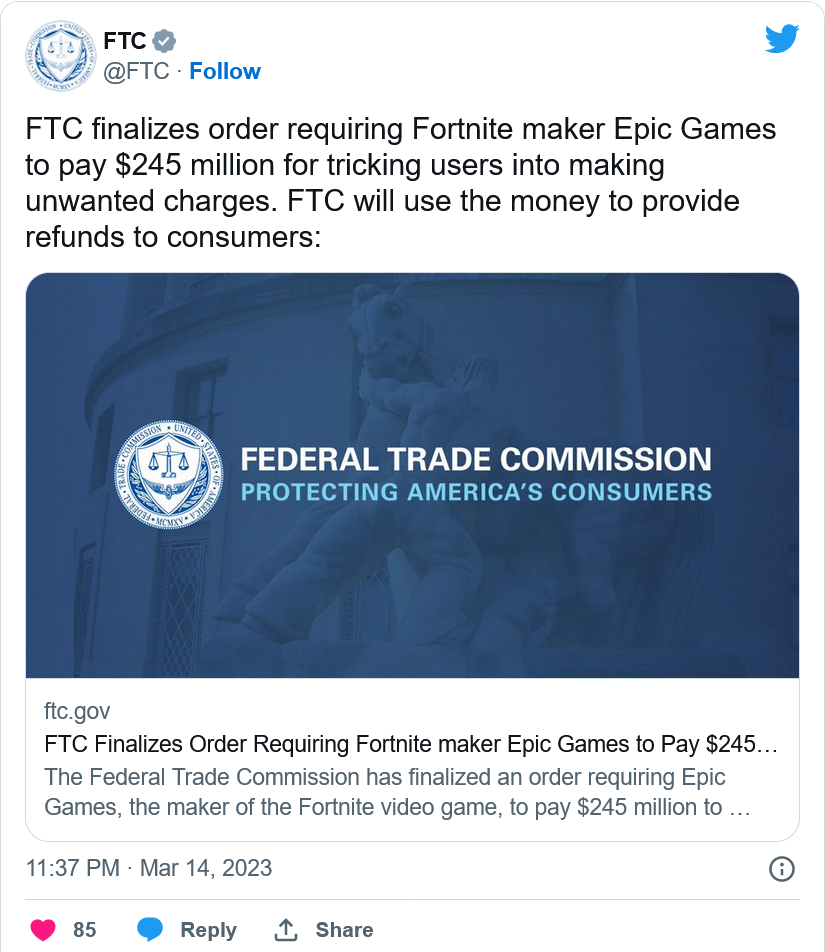 FTC
@FTC · Follow
FTC finalizes order requiring Fortnite maker Epic Games
to pay $245 million for tricking users into making
unwanted charges. FTC will use the money to provide
refunds to consumers:
FEDERAL TRADE COMMISSION • UNITED STATES OF AMERICA • MCMXV •
FEDERAL TRADE COMMISSION
PROTECTING AMERICA'S CONSUMERS
ftc.gov
FTC Finalizes Order Requiring Fortnite maker Epic Games to Pay $245…
The Federal Trade Commission has finalized an order requiring Epic
Games, the maker of the Fortnite video game, to pay $245 million to …
11:37 PM · Mar 14, 2023
85 Reply Share